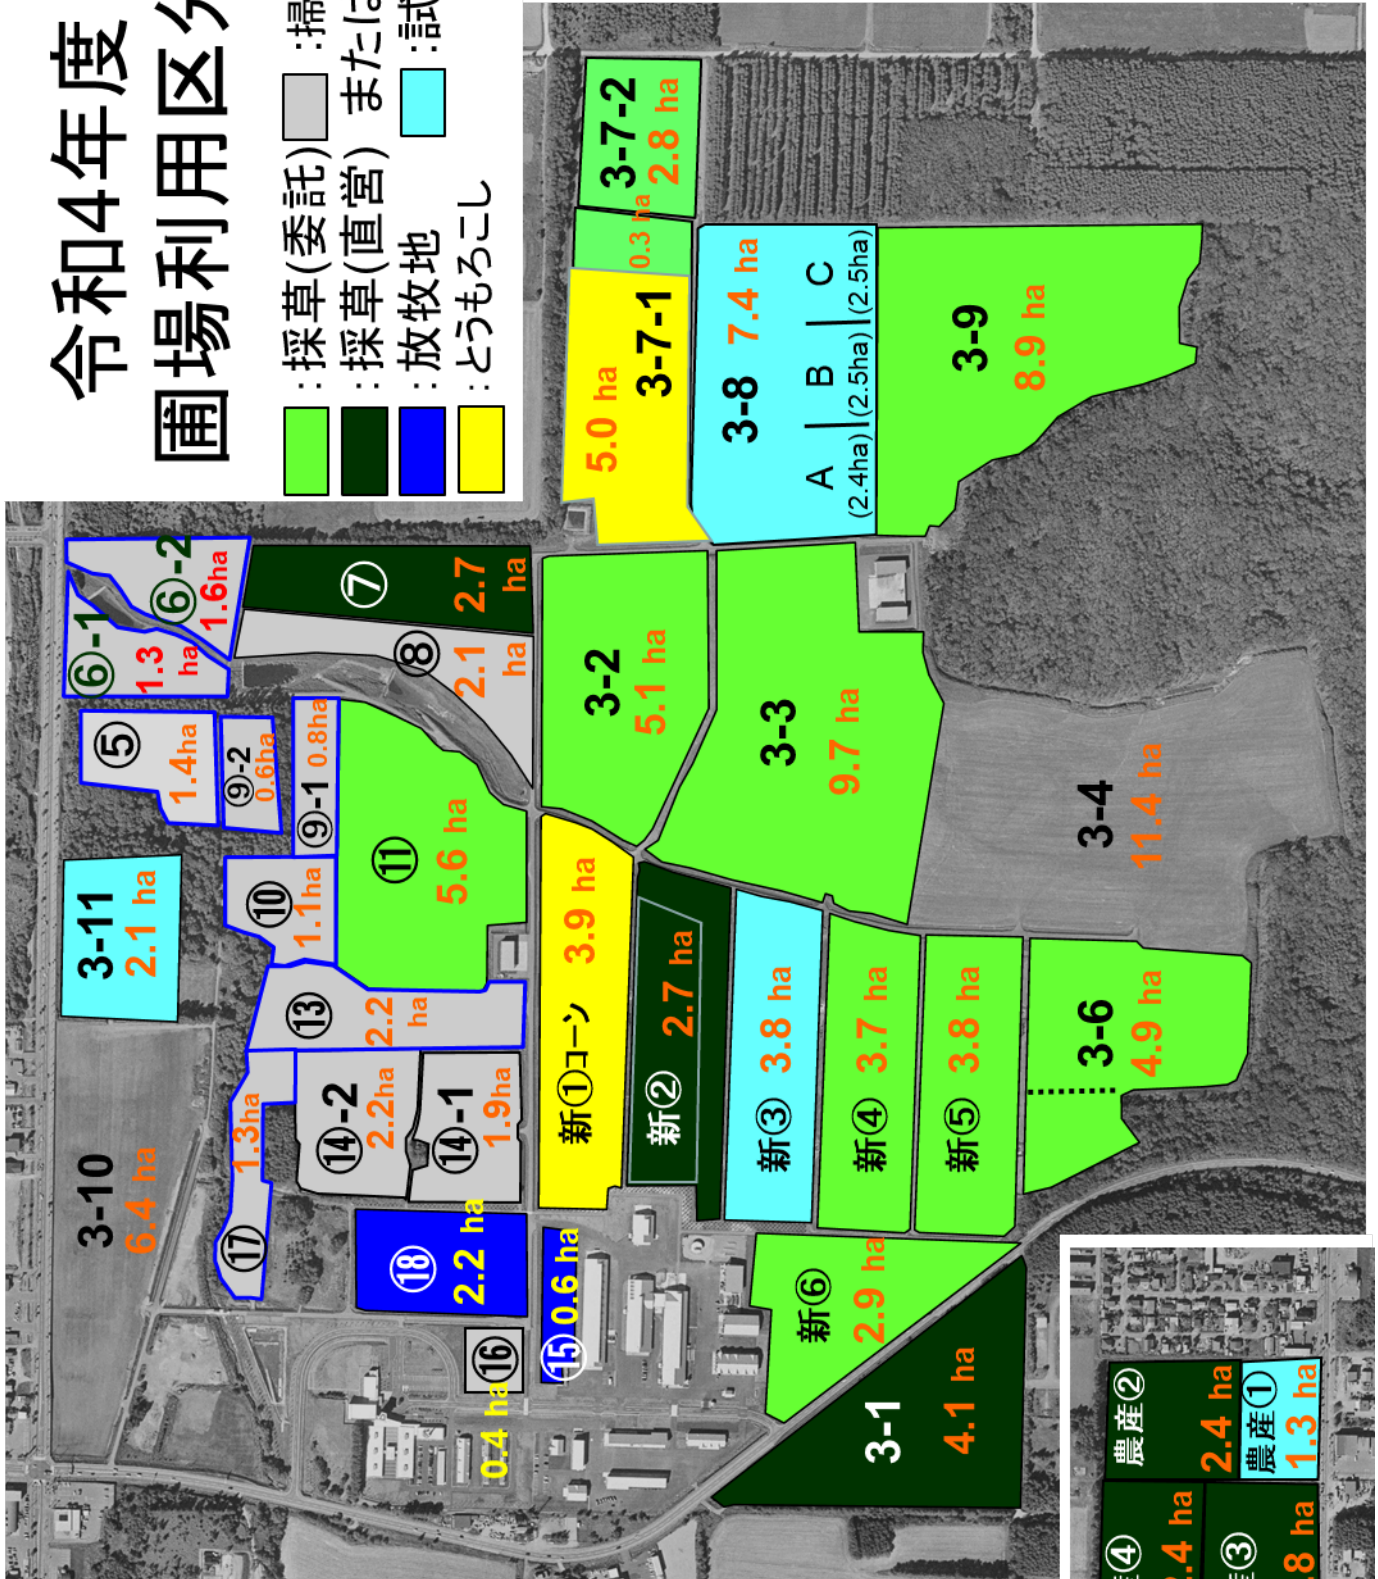 令和4年度
圃場利用区分
:採草(委託)
:採草(直営)
:放牧地
:とうもろこし
または
3-7-2
2.8 ha
0.3 ha
3-7-1
5.0 ha
3-8 7.4 ha
A B C
(2.4ha) (2.5ha) (2.5ha)
3-9
8.9 ha
⑥-1
1.3
ha
⑥-2
1.6ha
⑦
2.7
ha
⑧
2.1
ha
⑤
1.4ha
⑨-2
0.6ha
⑨-1 0.8ha
⑩
1.1ha
⑪
5.6 ha
3-2
5.1 ha
3-3
9.7 ha
3-4
11.4 ha
3-11
2.1 ha
3-10
6.4 ha
⑬
2.2
ha
⑭-2
2.2ha
⑭-1
1.9ha
⑰
1.3ha
⑱
2.2 ha
⑮ 0.6 ha
⑯
0.4 ha
新①コーン 3.9 ha
新② 2.7 ha
新③ 3.8 ha
新④ 3.7 ha
新⑤ 3.8 ha
3-6
4.9 ha
新⑥
2.9 ha
3-1
4.1 ha
農産②
2.4 ha
農産①
1.3 ha
④
.4 ha
③
.8 ha